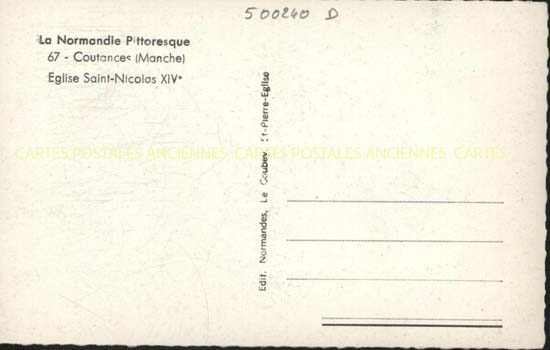 500240 D
La Normandie Pittoresque
67 - Coutances (Manche)
Eglise Saint-Nicolas XIVe
CARTES POSTALES ANCIENNES CARTES POSTALES ANCIENNES CARTES
Edit. Normandes, Le Goubey St-Pierre-Eglise